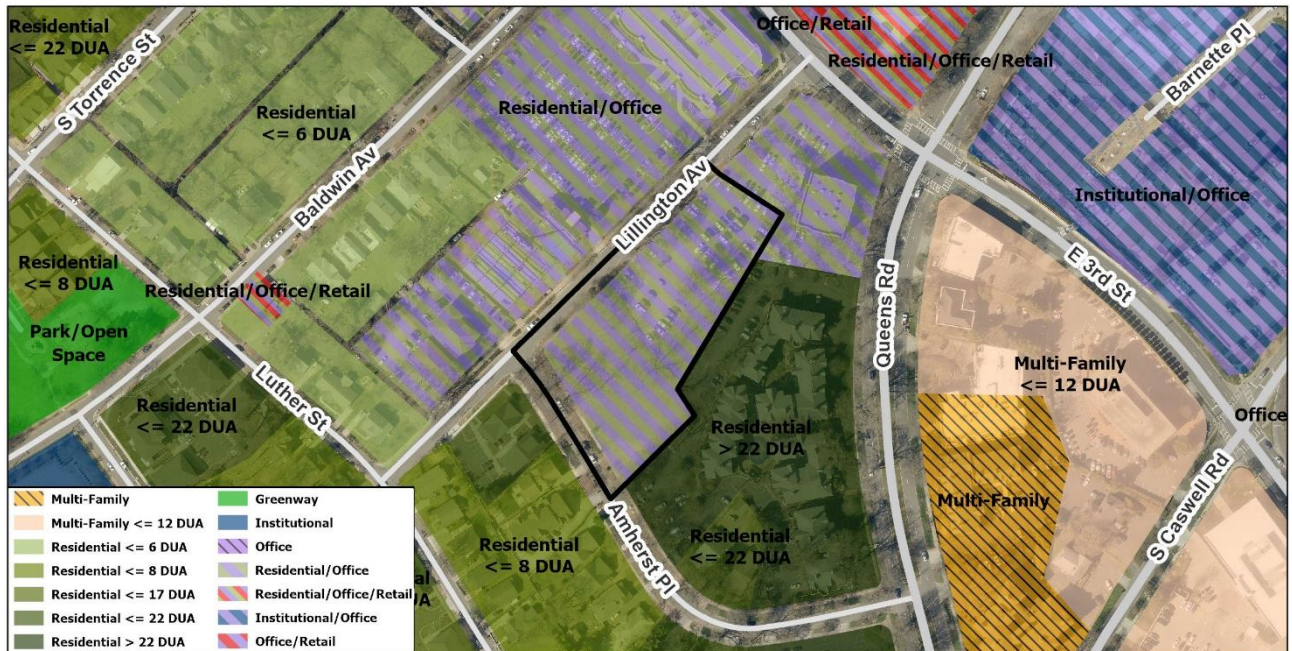 Residential
<= 22 DUA
S Torrence St
Residential
<= 6 DUA
Baldwin Av
Residential/Office
Office/Retail
Residential/Office/Retail
Barnette Pl
Lillington Av
Institutional/Office
Residential
<= 8 DUA
Residential/Office/Retail
Park/Open
Space
E 3rd St
Queens Rd
Multi-Family
<= 12 DUA
Luther St
Residential
<= 22 DUA
Residential
> 22 DUA
Office
Multi-Family
S Caswell Rd
Residential
<= 8 DUA
Amherst Pl
Residential
<= 22 DUA
Multi-Family
Multi-Family <= 12 DUA
Residential <= 6 DUA
Residential <= 8 DUA
Residential <= 17 DUA
Residential <= 22 DUA
Residential > 22 DUA
Greenway
Institutional
Office
Residential/Office
Residential/Office/Retail
Institutional/Office
Office/Retail